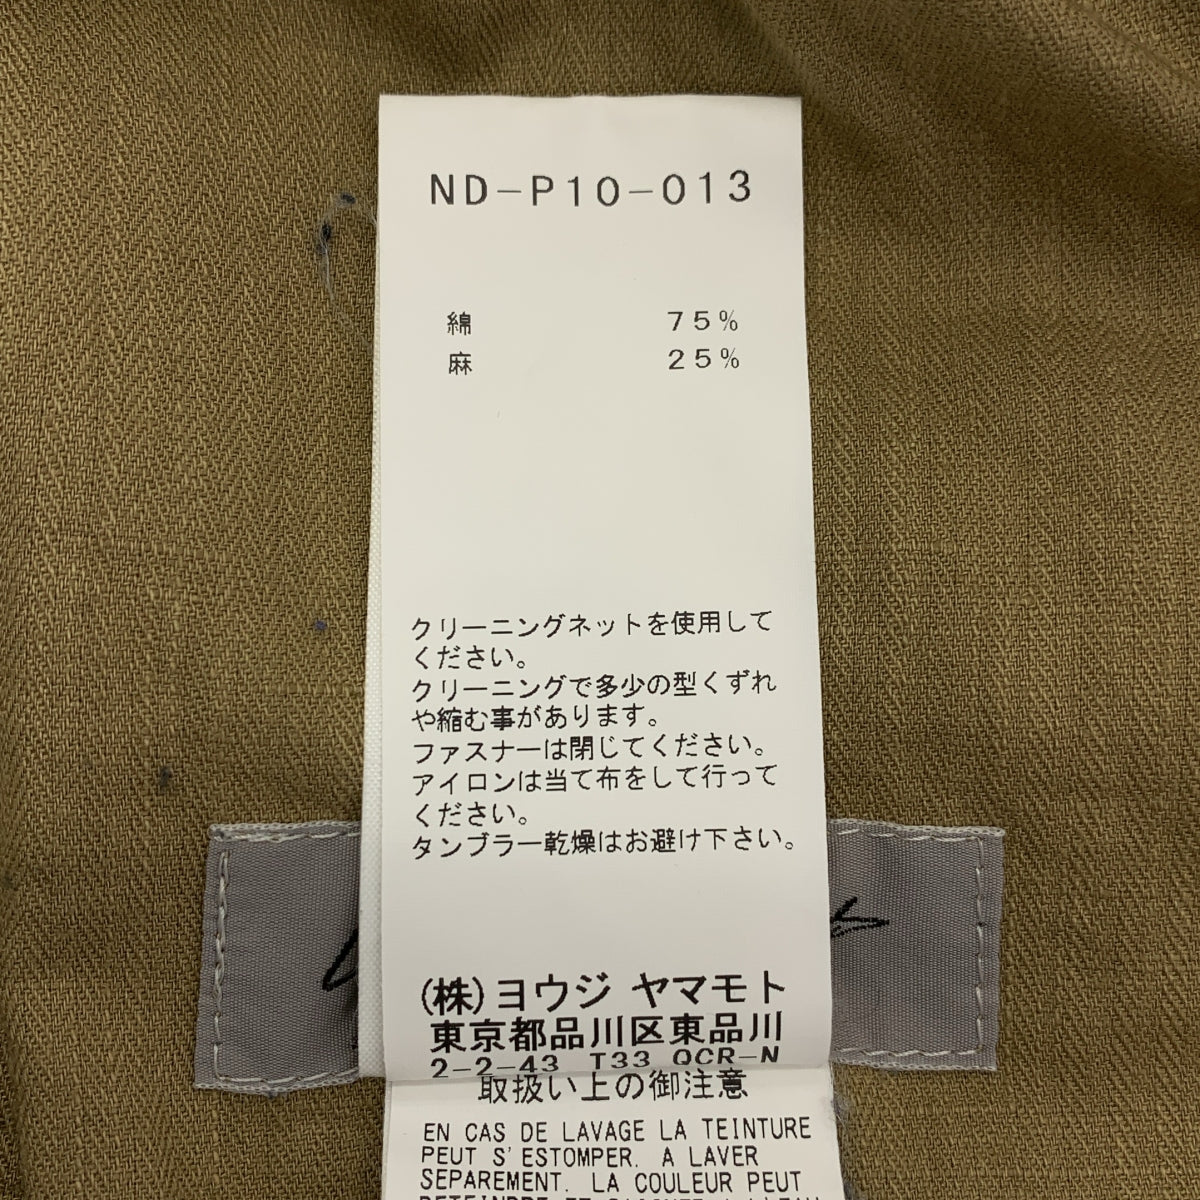 ND-P10-013
綿 75%
麻 25%
クリーニングネットを使用して
ください。
クリーニングで多少の型くずれ
や縮む事があります。
ファスナーは閉じてください。
アイロンは当て布をして行って
ください。
タンブラー乾燥はお避け下さい。
(株)ヨウジ ヤマモト
東京都品川区東品川
2-2-43 T33 OCR-N
取扱い上の御注意
EN CAS DE LAVAGE LA TEINTURE
PEUT S'ESTOMPER. A LAVER
SEPAREMENT. LA COULEUR PEUT